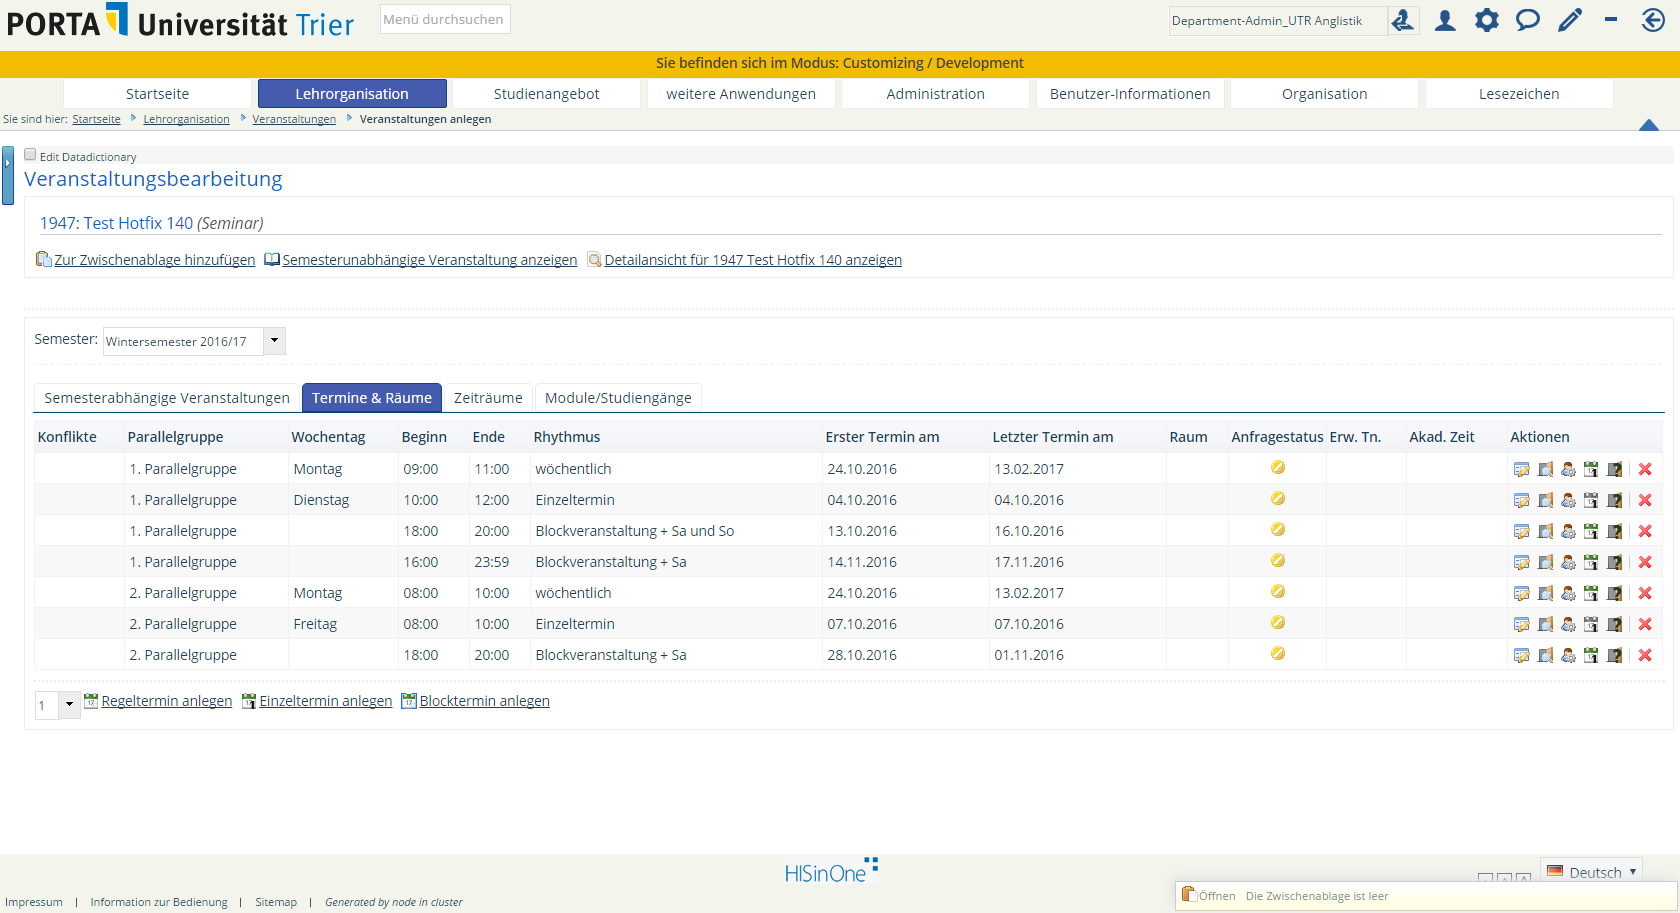 PORTA Universität Trier
Menü durchsuchen
Department-Admin_UTR Anglistik
Sie befinden sich im Modus: Customizing / Development
Startseite Lehrorganisation Studienangebot weitere Anwendungen Administration Benutzer-Informationen Organisation Lesezeichen
Sie sind hier: Startseite Lehrorganisation Veranstaltungen Veranstaltungen anlegen
Edit Datadictionary
Veranstaltungsbearbeitung
1947: Test Hotfix 140 (Seminar)
Zur Zwischenablage hinzufügen Semesterunabhängige Veranstaltung anzeigen Detailansicht für 1947 Test Hotfix 140 anzeigen
Semester: Wintersemester 2016/17
Semesterabhängige Veranstaltungen Termine & Räume Zeiträume Module/Studiengänge
Konflikte Parallelgruppe Wochentag Beginn Ende Rhythmus Erster Termin am Letzter Termin am Raum Anfragestatus Erw. Tn. Akad. Zeit Aktionen
1. Parallelgruppe Montag 09:00 11:00 wöchentlich 24.10.2016 13.02.2017
1. Parallelgruppe Dienstag 10:00 12:00 Einzeltermin 04.10.2016 04.10.2016
1. Parallelgruppe 18:00 20:00 Blockveranstaltung + Sa und So 13.10.2016 16.10.2016
1. Parallelgruppe 16:00 23:59 Blockveranstaltung + Sa 14.11.2016 17.11.2016
2. Parallelgruppe Montag 08:00 10:00 wöchentlich 24.10.2016 13.02.2017
2. Parallelgruppe Freitag 08:00 10:00 Einzeltermin 07.10.2016 07.10.2016
2. Parallelgruppe 18:00 20:00 Blockveranstaltung + Sa 28.10.2016 01.11.2016
1 Regeltermin anlegen Einzeltermin anlegen Blocktermin anlegen
HISinOne
Deutsch
Öffnen Die Zwischenablage ist leer
Impressum | Information zur Bedienung | Sitemap | Generated by node in cluster